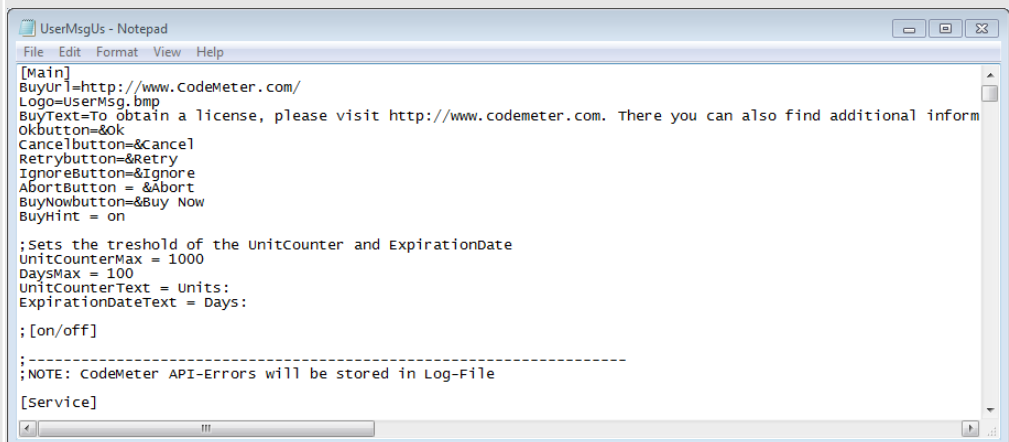 UserMsgUs - Notepad
File Edit Format View Help
[Main]
BuyUrl=http://www.CodeMeter.com/
Logo=UserMsg.bmp
BuyText=To obtain a license, please visit http://www.codemeter.com. There you can also find additional inform
Okbutton=&Ok
Cancelbutton=&Cancel
Retrybutton=&Retry
IgnoreButton=&Ignore
AbortButton = &Abort
BuyNowbutton=&Buy Now
BuyHint = on
;Sets the treshold of the UnitCounter and ExpirationDate
UnitCounterMax = 1000
DaysMax = 100
UnitCounterText = Units:
ExpirationDateText = Days:
;[on/off]
;--------------------------------------------------------------------
;NOTE: CodeMeter API-Errors will be stored in Log-File
[Service]